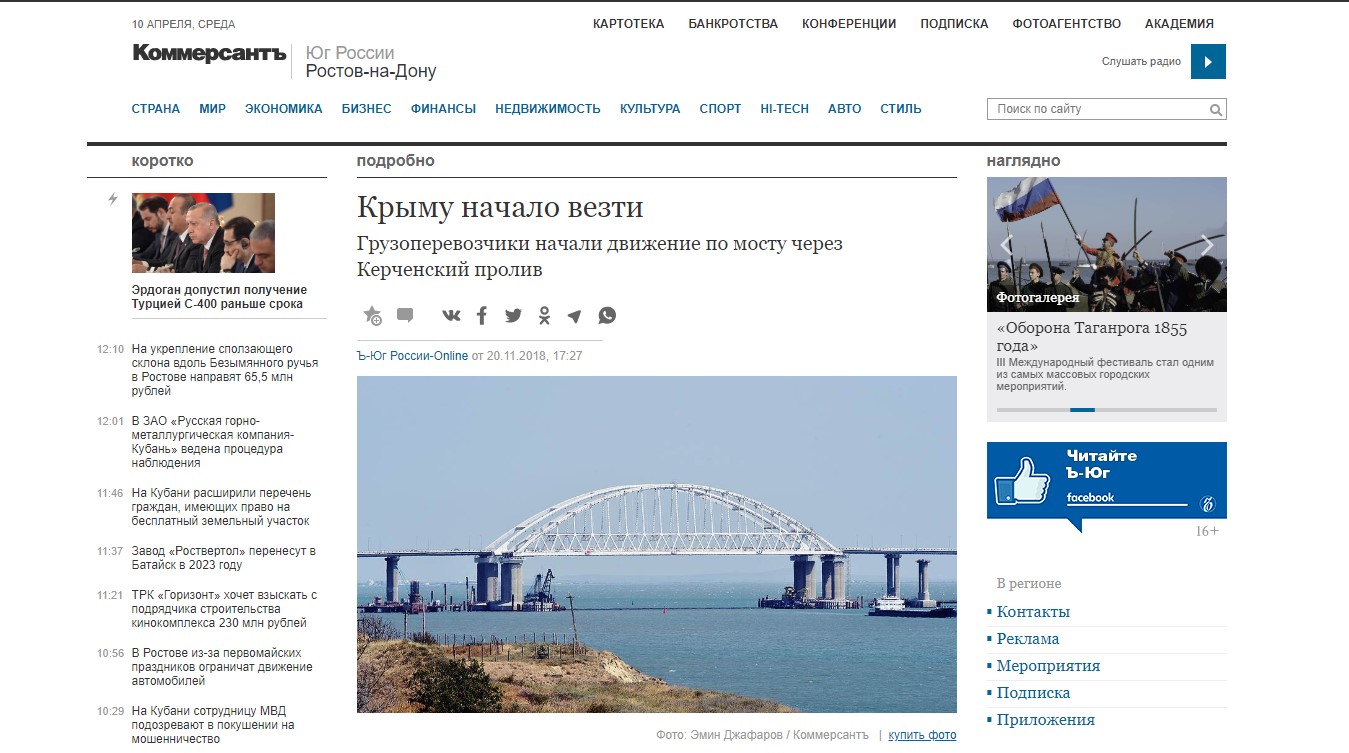 10 АПРЕЛЯ, СРЕДА
КАРТОТЕКА БАНКРОТСТВА КОНФЕРЕНЦИИ ПОДПИСКА ФОТОАГЕНТСТВО АКАДЕМИЯ
Коммерсантъ
Юг России
Ростов-на-Дону
Слушать радио
СТРАНА МИР ЭКОНОМИКА БИЗНЕС ФИНАНСЫ НЕДВИЖИМОСТЬ КУЛЬТУРА СПОРТ HI-TECH АВТО СТИЛЬ
Поиск по сайту
коротко
Эрдоган допустил получение
Турцией С-400 раньше срока
12:10 На укрепление сползающего
склона вдоль Безымянного ручья
в Ростове направят 65,5 млн
рублей
12:01 В ЗАО «Русская горно-
металлургическая компания-
Кубань» ведена процедура
наблюдения
11:46 На Кубани расширили перечень
граждан, имеющих право на
бесплатный земельный участок
11:37 Завод «Роствертол» перенесут в
Батайск в 2023 году
11:21 ТРК «Горизонт» хочет взыскать с
подрядчика строительства
кинокомплекса 230 млн рублей
10:56 В Ростове из-за первомайских
праздников ограничат движение
автомобилей
10:29 На Кубани сотрудницу МВД
подозревают в покушении на
мошенничество
подробно
Крыму начало везти
Грузоперевозчики начали движение по мосту через
Керченский пролив
Ъ-Юг России-Online от 20.11.2018, 17:27
Фото: Эмин Джафаров / Коммерсантъ | купить фото
наглядно
Фотогалерея
«Оборона Таганрога 1855
года»
III Международный фестиваль стал одним
из самых массовых городских
мероприятий.
Читайте
Ъ-Юг
facebook
16+
В регионе
Контакты
Реклама
Мероприятия
Подписка
Приложения